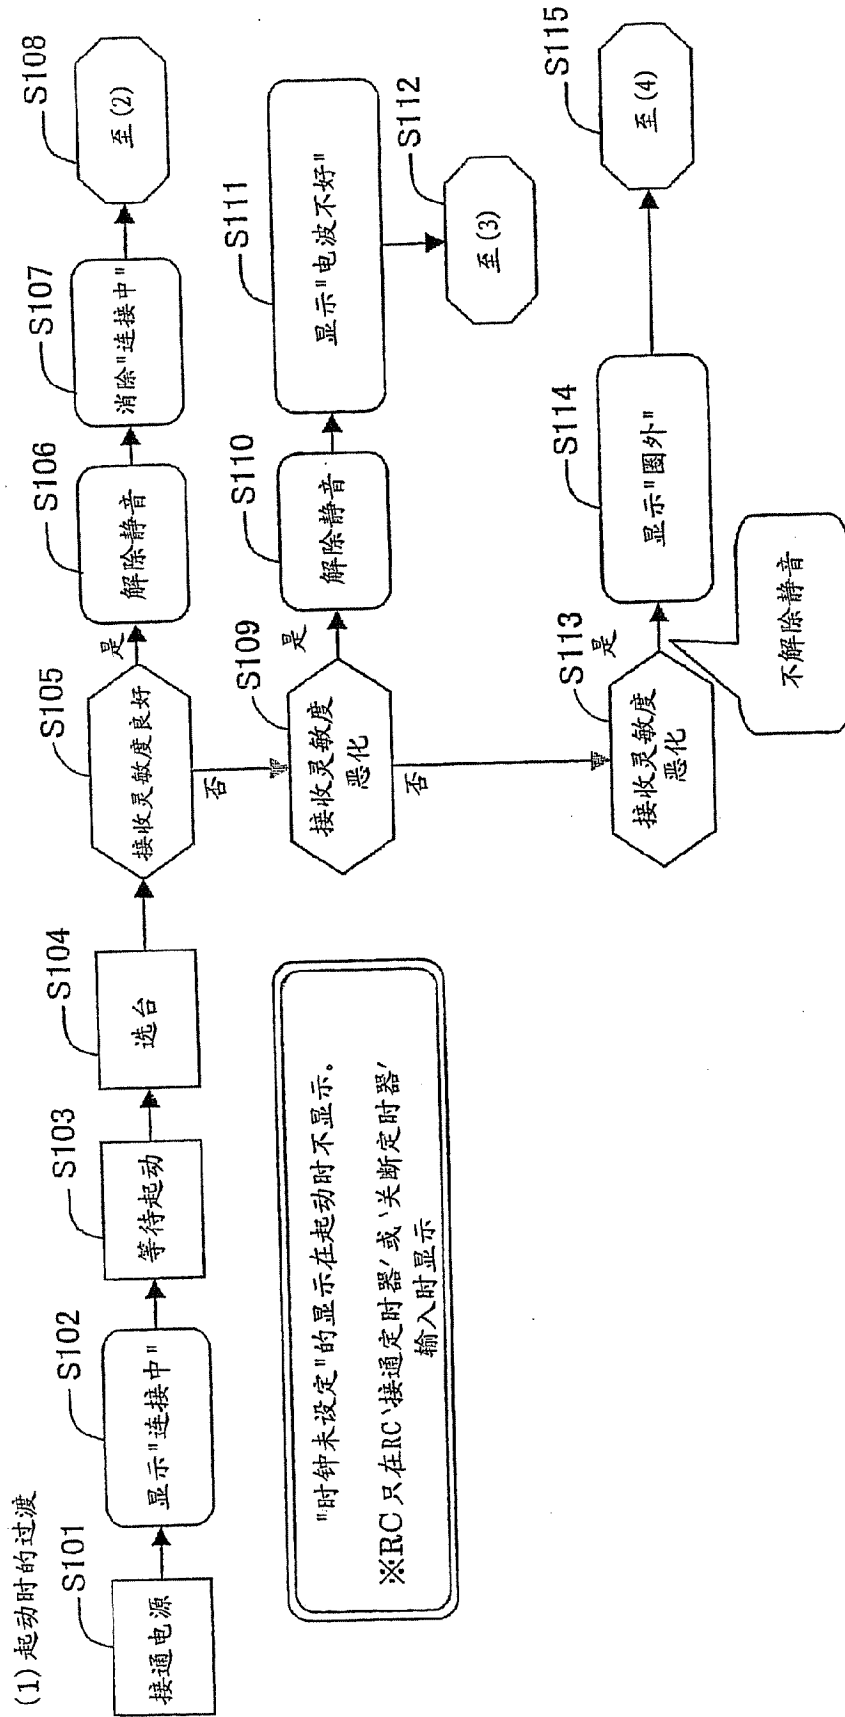 (1)起动时的过渡
S101
接通电源
S102
显示"连接中"
S103
等待起动
S104
选台
S105
接收灵敏度良好
是
否
S106
解除静音
S107
消除"连接中"
S108
至(2)
S109
接收灵敏度
恶化
是
否
S110
解除静音
S111
显示"电波不好"
S112
至(3)
S113
接收灵敏度
恶化
是
S114
显示"圈外"
S115
至(4)
不解除静音
"时钟未设定"的显示在起动时不显示.
※RC只在RC'接通定时器'或'关断定时器'
输入时显示